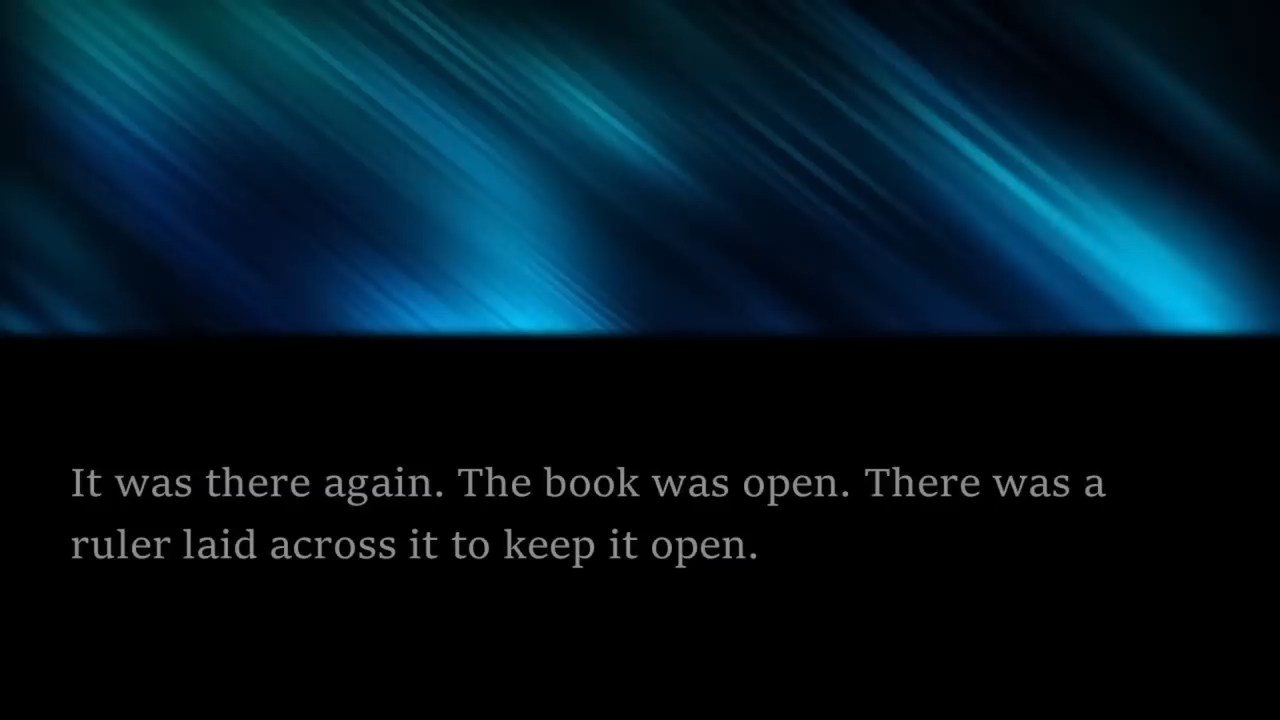 It was there again. The book was open. There was a
ruler laid across it to keep it open.